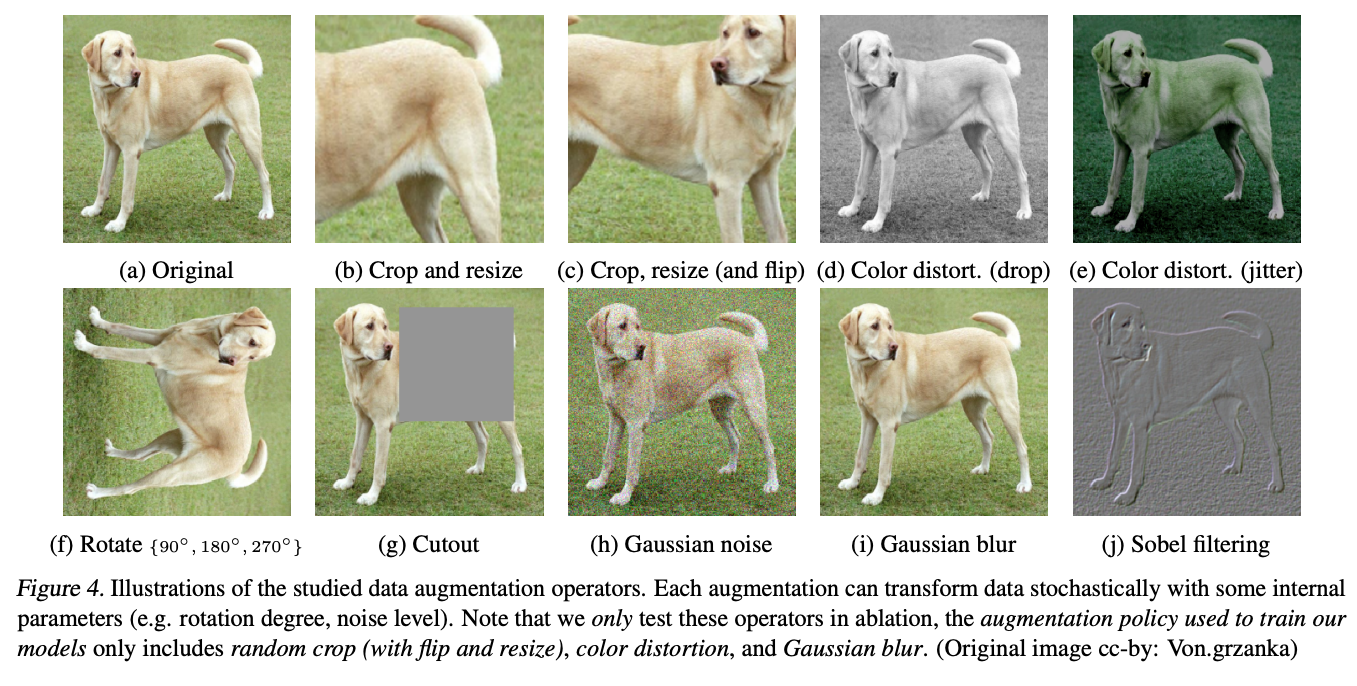 (a) Original
(b) Crop and resize
(c) Crop, resize (and flip)
(d) Color distort. (drop)
(e) Color distort. (jitter)
(f) Rotate {90°, 180°, 270°}
(g) Cutout
(h) Gaussian noise
(i) Gaussian blur
(j) Sobel filtering
Figure 4. Illustrations of the studied data augmentation operators. Each augmentation can transform data stochastically with some internal
parameters (e.g. rotation degree, noise level). Note that we only test these operators in ablation, the augmentation policy used to train our
models only includes random crop (with flip and resize), color distortion, and Gaussian blur. (Original image cc-by: Von.grzanka)